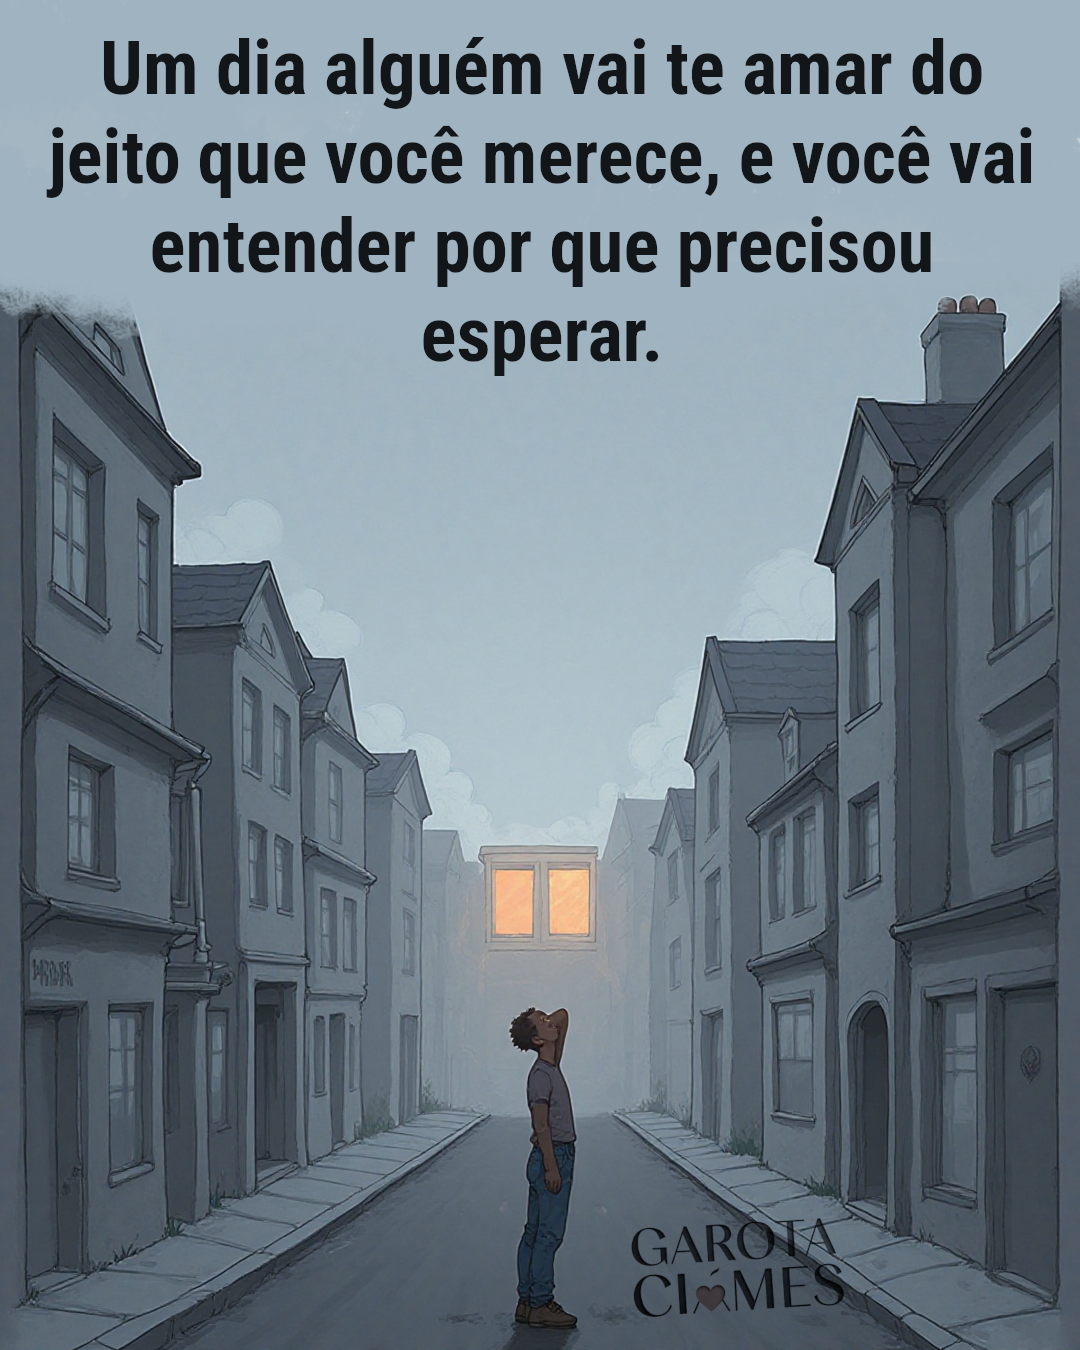 Um dia alguém vai te amar do
jeito que você merece, e você vai
entender por que precisou
esperar.
GAROTA